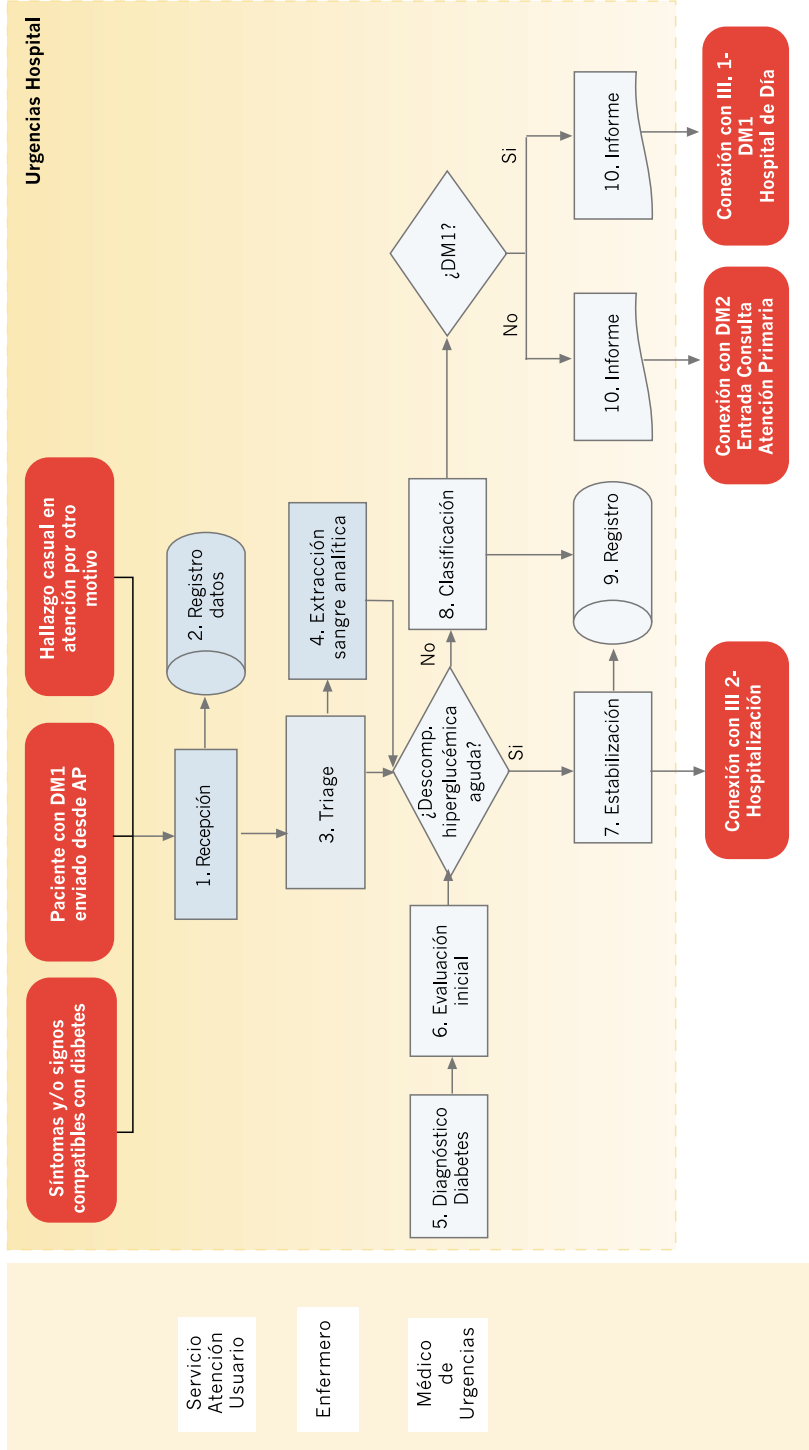 Urgencias Hospital
Síntomas y/o signos
compatibles con diabetes
Paciente con DM1
enviado desde AP
Hallazgo casual en
atención por otro
motivo
Servicio
Atención
Usuario
1. Recepción
2. Registro
datos
Enfermero
3. Triage
4. Extracción
sangre analítica
Médico
de
Urgencias
5. Diagnóstico
Diabetes
6. Evaluación
inicial
¿Descomp.
hiperglucémica
aguda?
No
Si
8. Clasificación
¿DM1?
No
Si
7. Estabilización
9. Registro
10. Informe
10. Informe
Conexión con III 2-
Hospitalización
Conexión con DM2
Entrada Consulta
Atención Primaria
Conexión con III. 1-
DM1
Hospital de Día